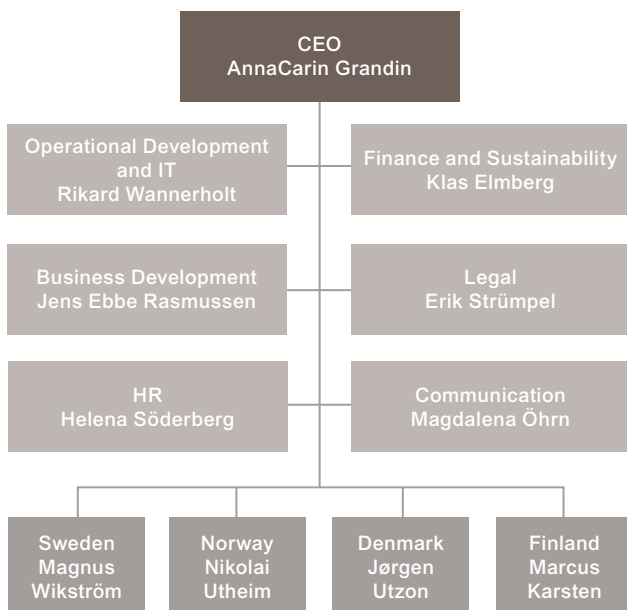 CEO
AnnaCarin Grandin
Operational Development
and IT
Rikard Wannerholt
Finance and Sustainability
Klas Elmberg
Business Development
Jens Ebbe Rasmussen
Legal
Erik Strümpel
HR
Helena Söderberg
Communication
Magdalena Öhrn
Sweden
Magnus
Wikström
Norway
Nikolai
Utheim
Denmark
Jørgen
Utzon
Finland
Marcus
Karsten